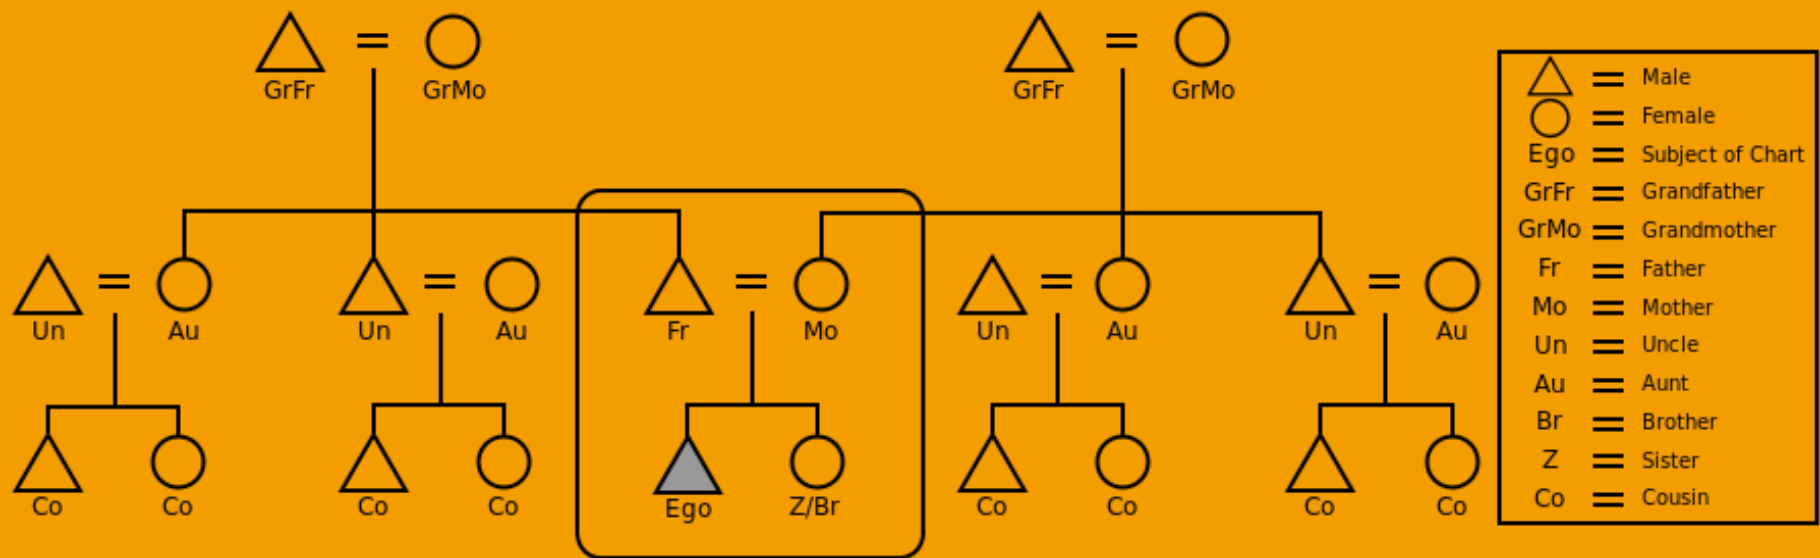 GrFr GrMo GrFr GrMo
Un Au Un Au Fr Mo Un Au Un Au
Co Co Co Co Ego Z/Br Co Co Co Co
= Male
= Female
Ego = Subject of Chart
GrFr = Grandfather
GrMo = Grandmother
Fr = Father
Mo = Mother
Un = Uncle
Au = Aunt
Br = Brother
Z = Sister
Co = Cousin